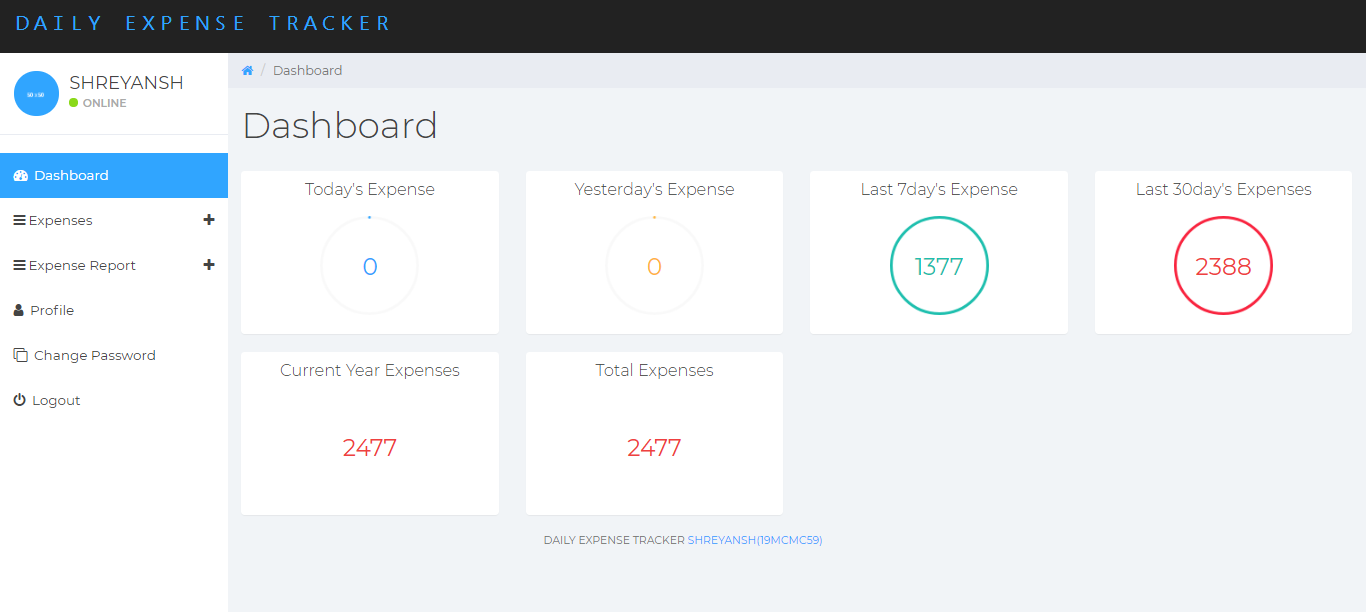 DAILY EXPENSE TRACKER
50 x 50
SHREYANSH
ONLINE
/ Dashboard
Dashboard
Dashboard
Expenses
Expense Report
Profile
Change Password
Logout
Today's Expense
0
Yesterday's Expense
0
Last 7day's Expense
1377
Last 30day's Expenses
2388
Current Year Expenses
2477
Total Expenses
2477
DAILY EXPENSE TRACKER SHREYANSH(19MCMC59)